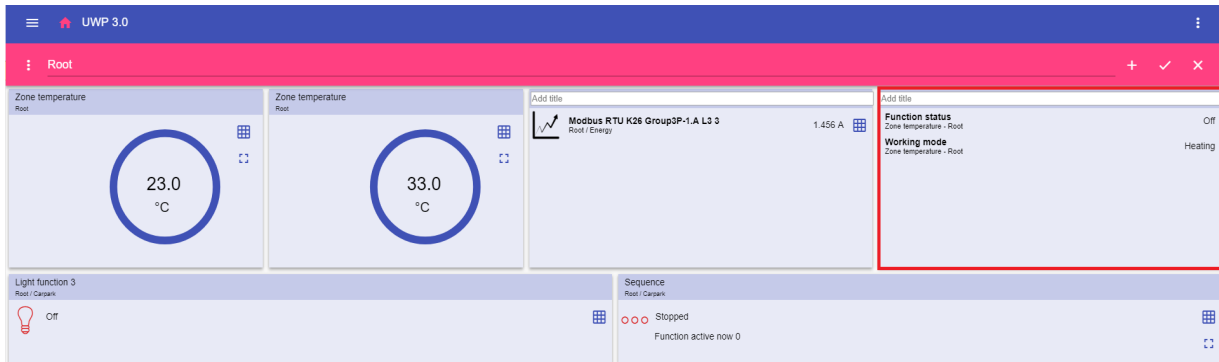 UWP 3.0
Root
Zone temperature
Root
23.0
°C
Zone temperature
Root
33.0
°C
Add title
Modbus RTU K26 Group3P-1.A L3 3
Root / Energy
1.456 A
Add title
Function status
Zone temperature - Root
Off
Working mode
Zone temperature - Root
Heating
Light function 3
Root / Carpark
Off
Sequence
Root / Carpark
Stopped
Function active now 0